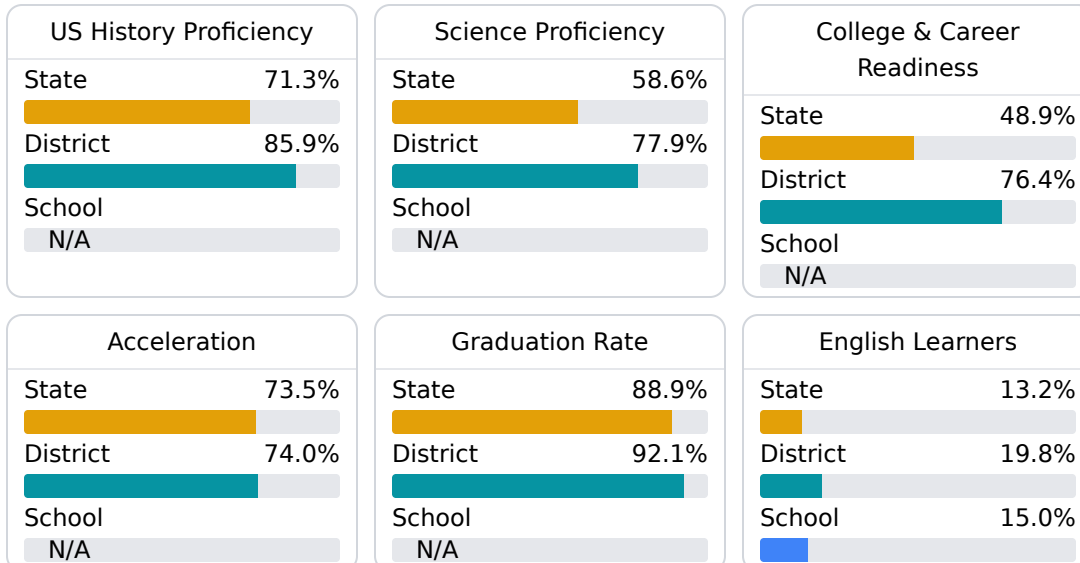 US History Proficiency
State 71.3%
District 85.9%
School
N/A
Science Proficiency
State 58.6%
District 77.9%
School
N/A
College & Career
Readiness
State 48.9%
District 76.4%
School
N/A
Acceleration
State 73.5%
District 74.0%
School
N/A
Graduation Rate
State 88.9%
District 92.1%
School
N/A
English Learners
State 13.2%
District 19.8%
School 15.0%